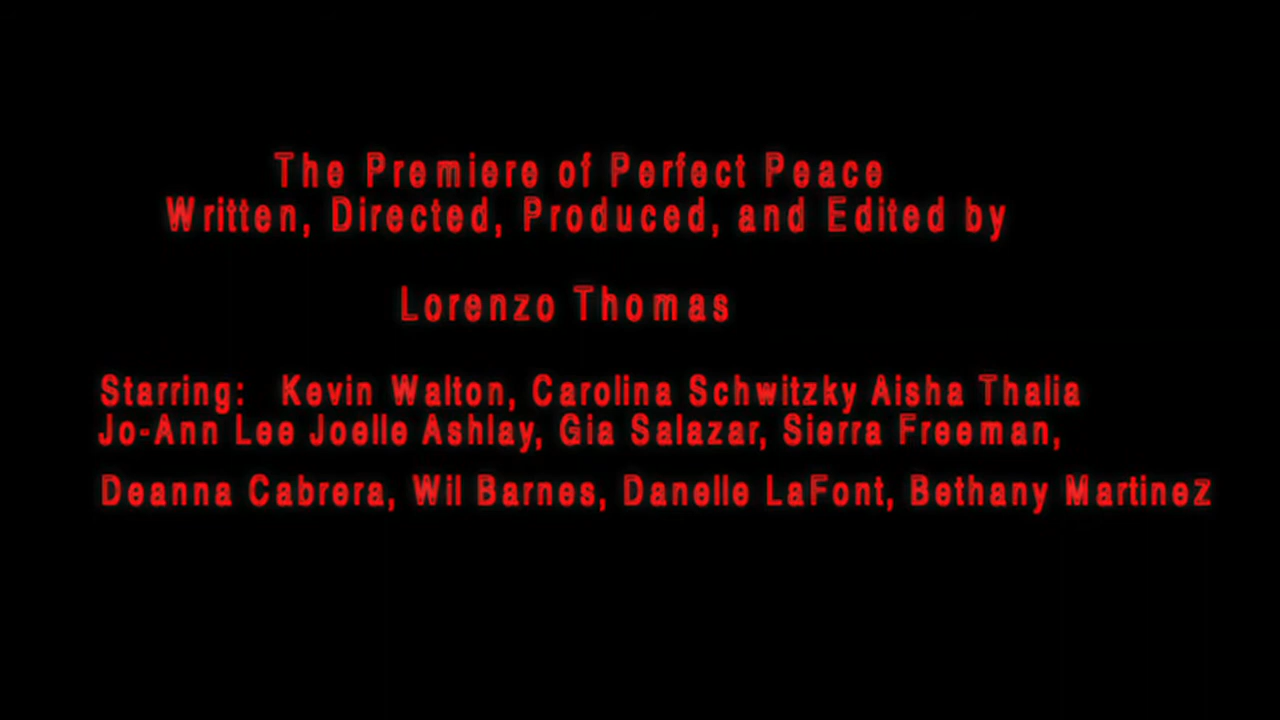 The Premiere of Perfect Peace
Written, Directed, Produced, and Edited by
Lorenzo Thomas
Starring: Kevin Walton, Carolina Schwitzky Aisha Thalia
Jo-Ann Lee Joelle Ashlay, Gia Salazar, Sierra Freeman,
Deanna Cabrera, Wil Barnes, Danelle LaFont, Bethany Martinez